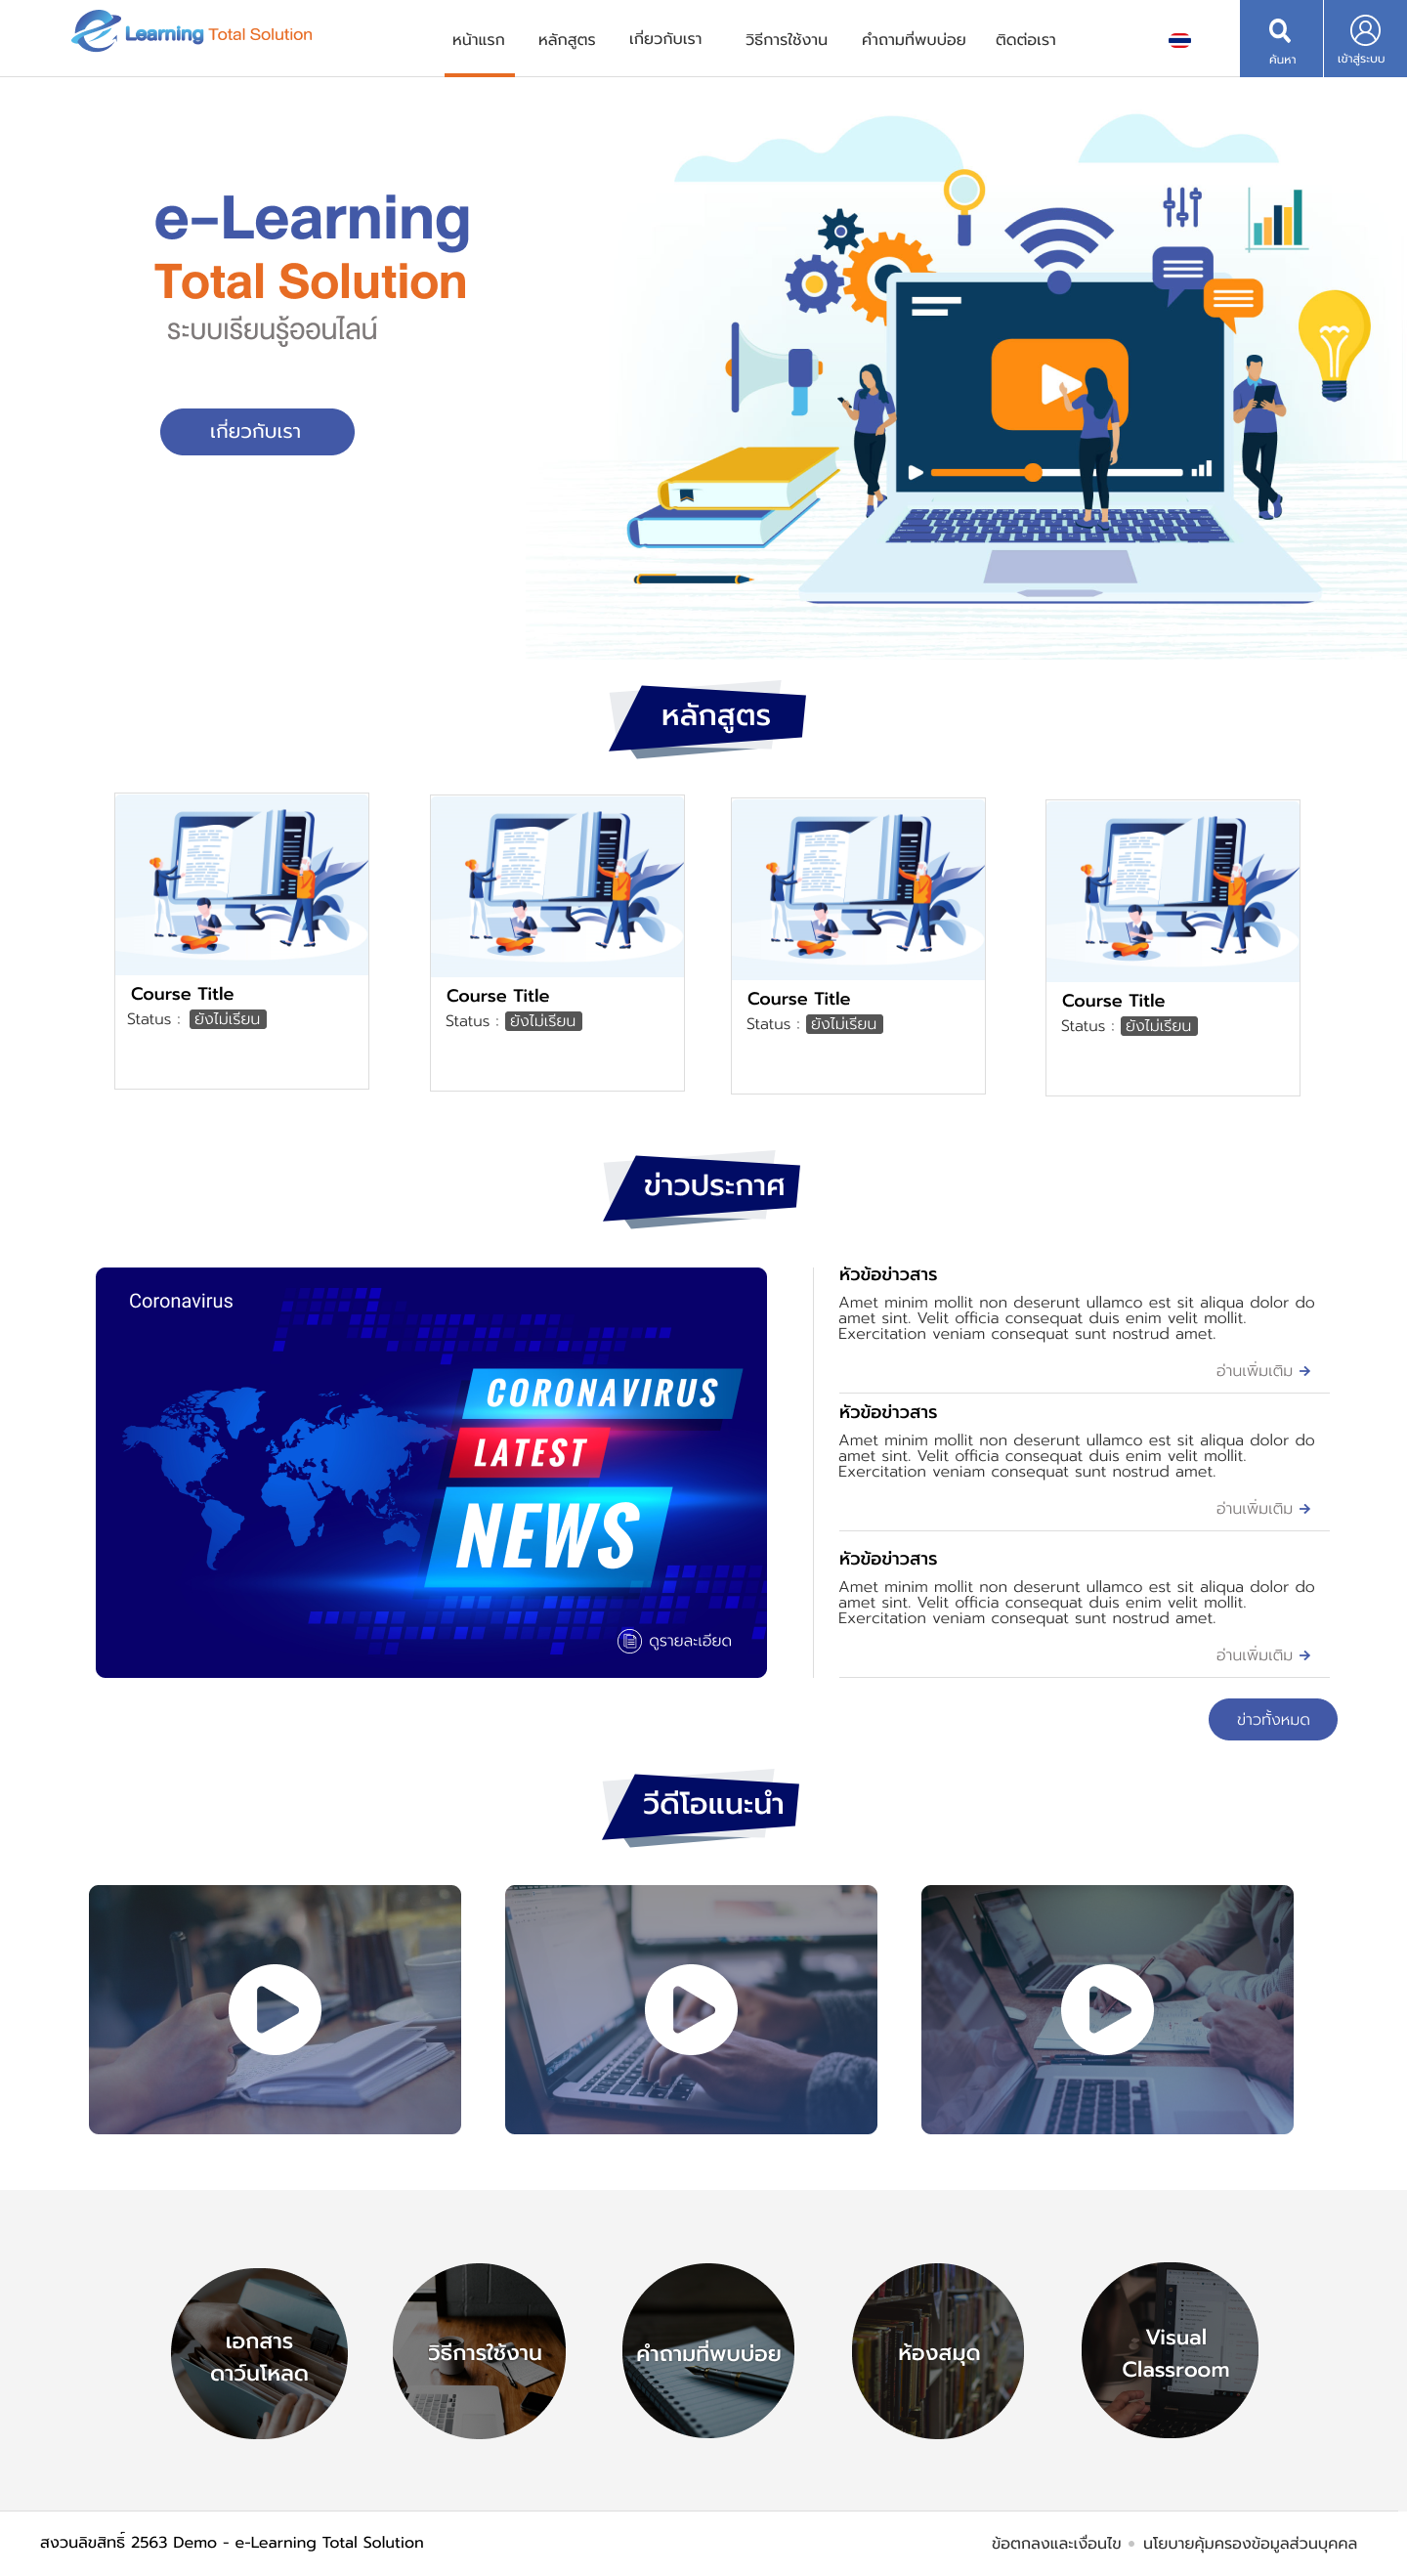 Learning Total Solution
หน้าแรก
หลักสูตร
เกี่ยวกับเรา
วิธีการใช้งาน
คำถามที่พบบ่อย
ติดต่อเรา
ค้นหา
เข้าสู่ระบบ
e-Learning
Total Solution
ระบบเรียนรู้ออนไลน์
เกี่ยวกับเรา
หลักสูตร
Course Title
Status : ยังไม่เรียน
Course Title
Status : ยังไม่เรียน
Course Title
Status : ยังไม่เรียน
Course Title
Status : ยังไม่เรียน
ข่าวประกาศ
Coronavirus
CORONAVIRUS
LATEST
NEWS
ดูรายละเอียด
หัวข้อข่าวสาร
Amet minim mollit non deserunt ullamco est sit aliqua dolor do
amet sint. Velit officia consequat duis enim velit mollit.
Exercitation veniam consequat sunt nostrud amet.
อ่านเพิ่มเติม
หัวข้อข่าวสาร
Amet minim mollit non deserunt ullamco est sit aliqua dolor do
amet sint. Velit officia consequat duis enim velit mollit.
Exercitation veniam consequat sunt nostrud amet.
อ่านเพิ่มเติม
หัวข้อข่าวสาร
Amet minim mollit non deserunt ullamco est sit aliqua dolor do
amet sint. Velit officia consequat duis enim velit mollit.
Exercitation veniam consequat sunt nostrud amet.
อ่านเพิ่มเติม
ข่าวทั้งหมด
วีดีโอแนะนำ
เอกสาร
ดาว์นโหลด
วิธีการใช้งาน
คำถามที่พบบ่อย
ห้องสมุด
Visual
Classroom
สงวนลิขสิทธิ์ 2563 Demo - e-Learning Total Solution
ข้อตกลงและเงื่อนไข • นโยบายคุ้มครองข้อมูลส่วนบุคคล